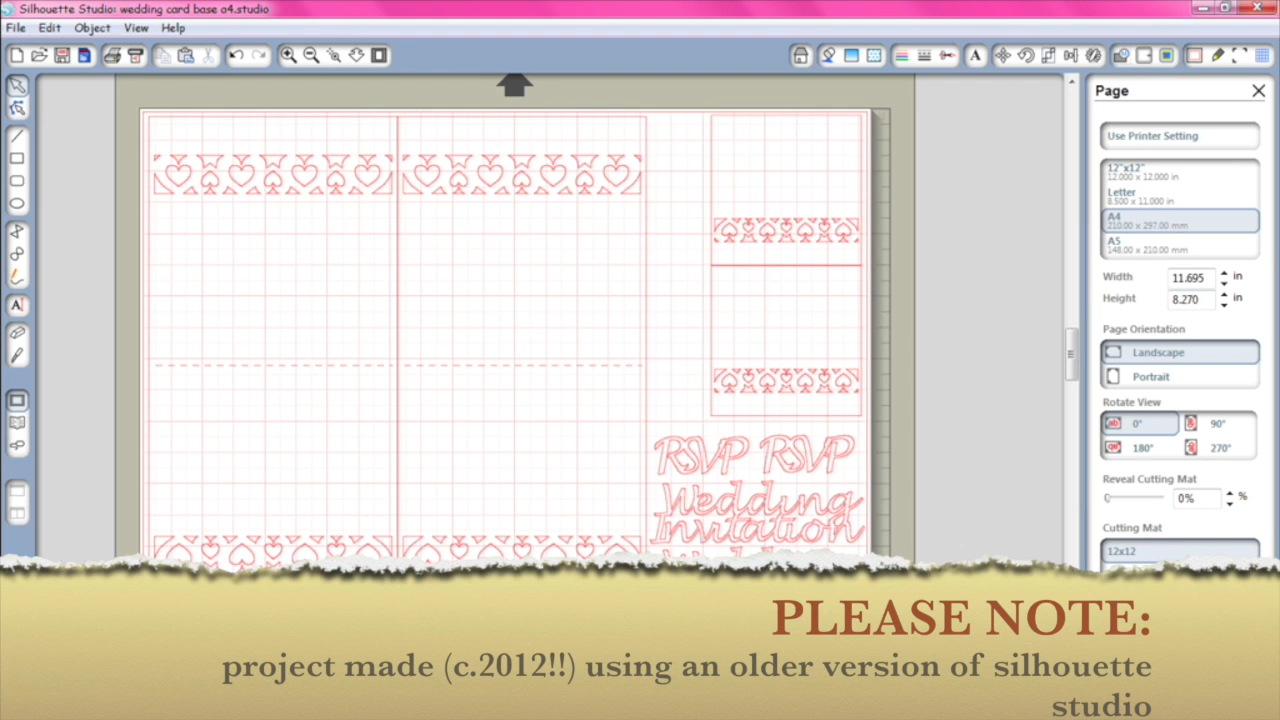 Silhouette Studio: wedding card base a4.studio
File Edit Object View Help
Page
Use Printer Setting
12"x12"
12.000 x 12.000 in
Letter
8.500 x 11.000 in
A4
210.00 x 297.00 mm
A5
148.00 x 210.00 mm
Width 11.695 in
Height 8.270 in
Page Orientation
Landscape
Portrait
Rotate View
0° 90°
180° 270°
Reveal Cutting Mat
0% %
Cutting Mat
12x12
RSVP RSVP
Wedding
Invitation
PLEASE NOTE:
project made (c.2012!!) using an older version of silhouette
studio